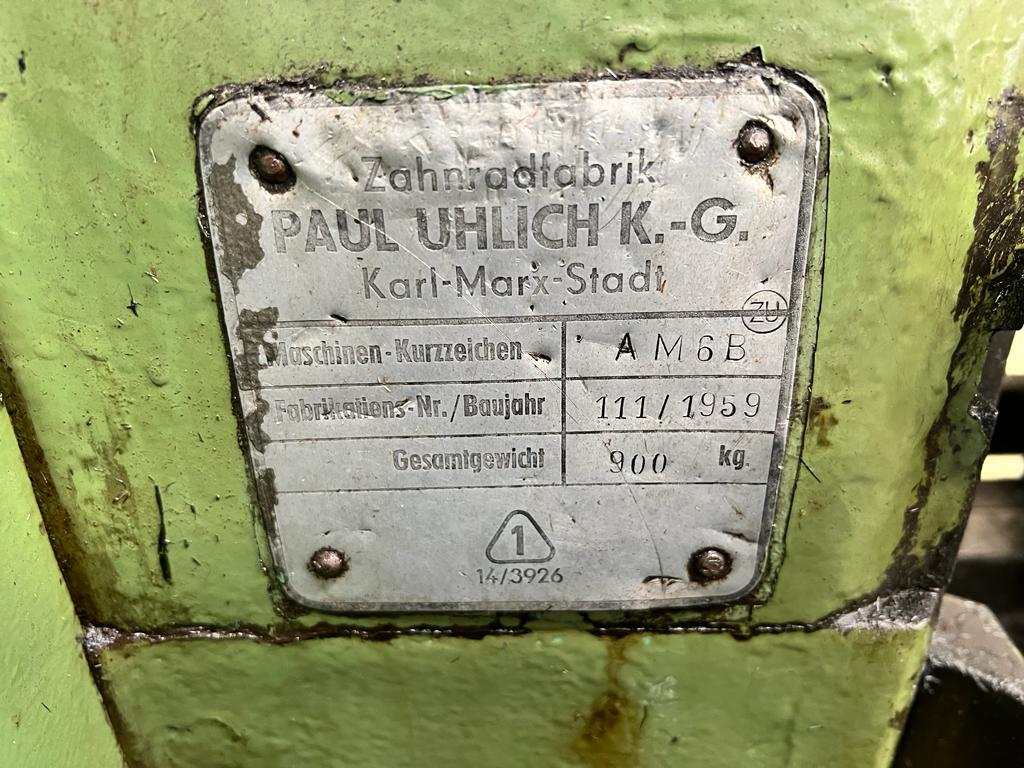 Zahnradfabrik
PAUL UHLICH K.-G.
Karl-Marx-Stadt
ZU
Maschinen-Kurzzeichen AM6B
Fabrikations-Nr./Baujahr 111/1959
Gesamtgewicht 900 kg.
1
14/3926